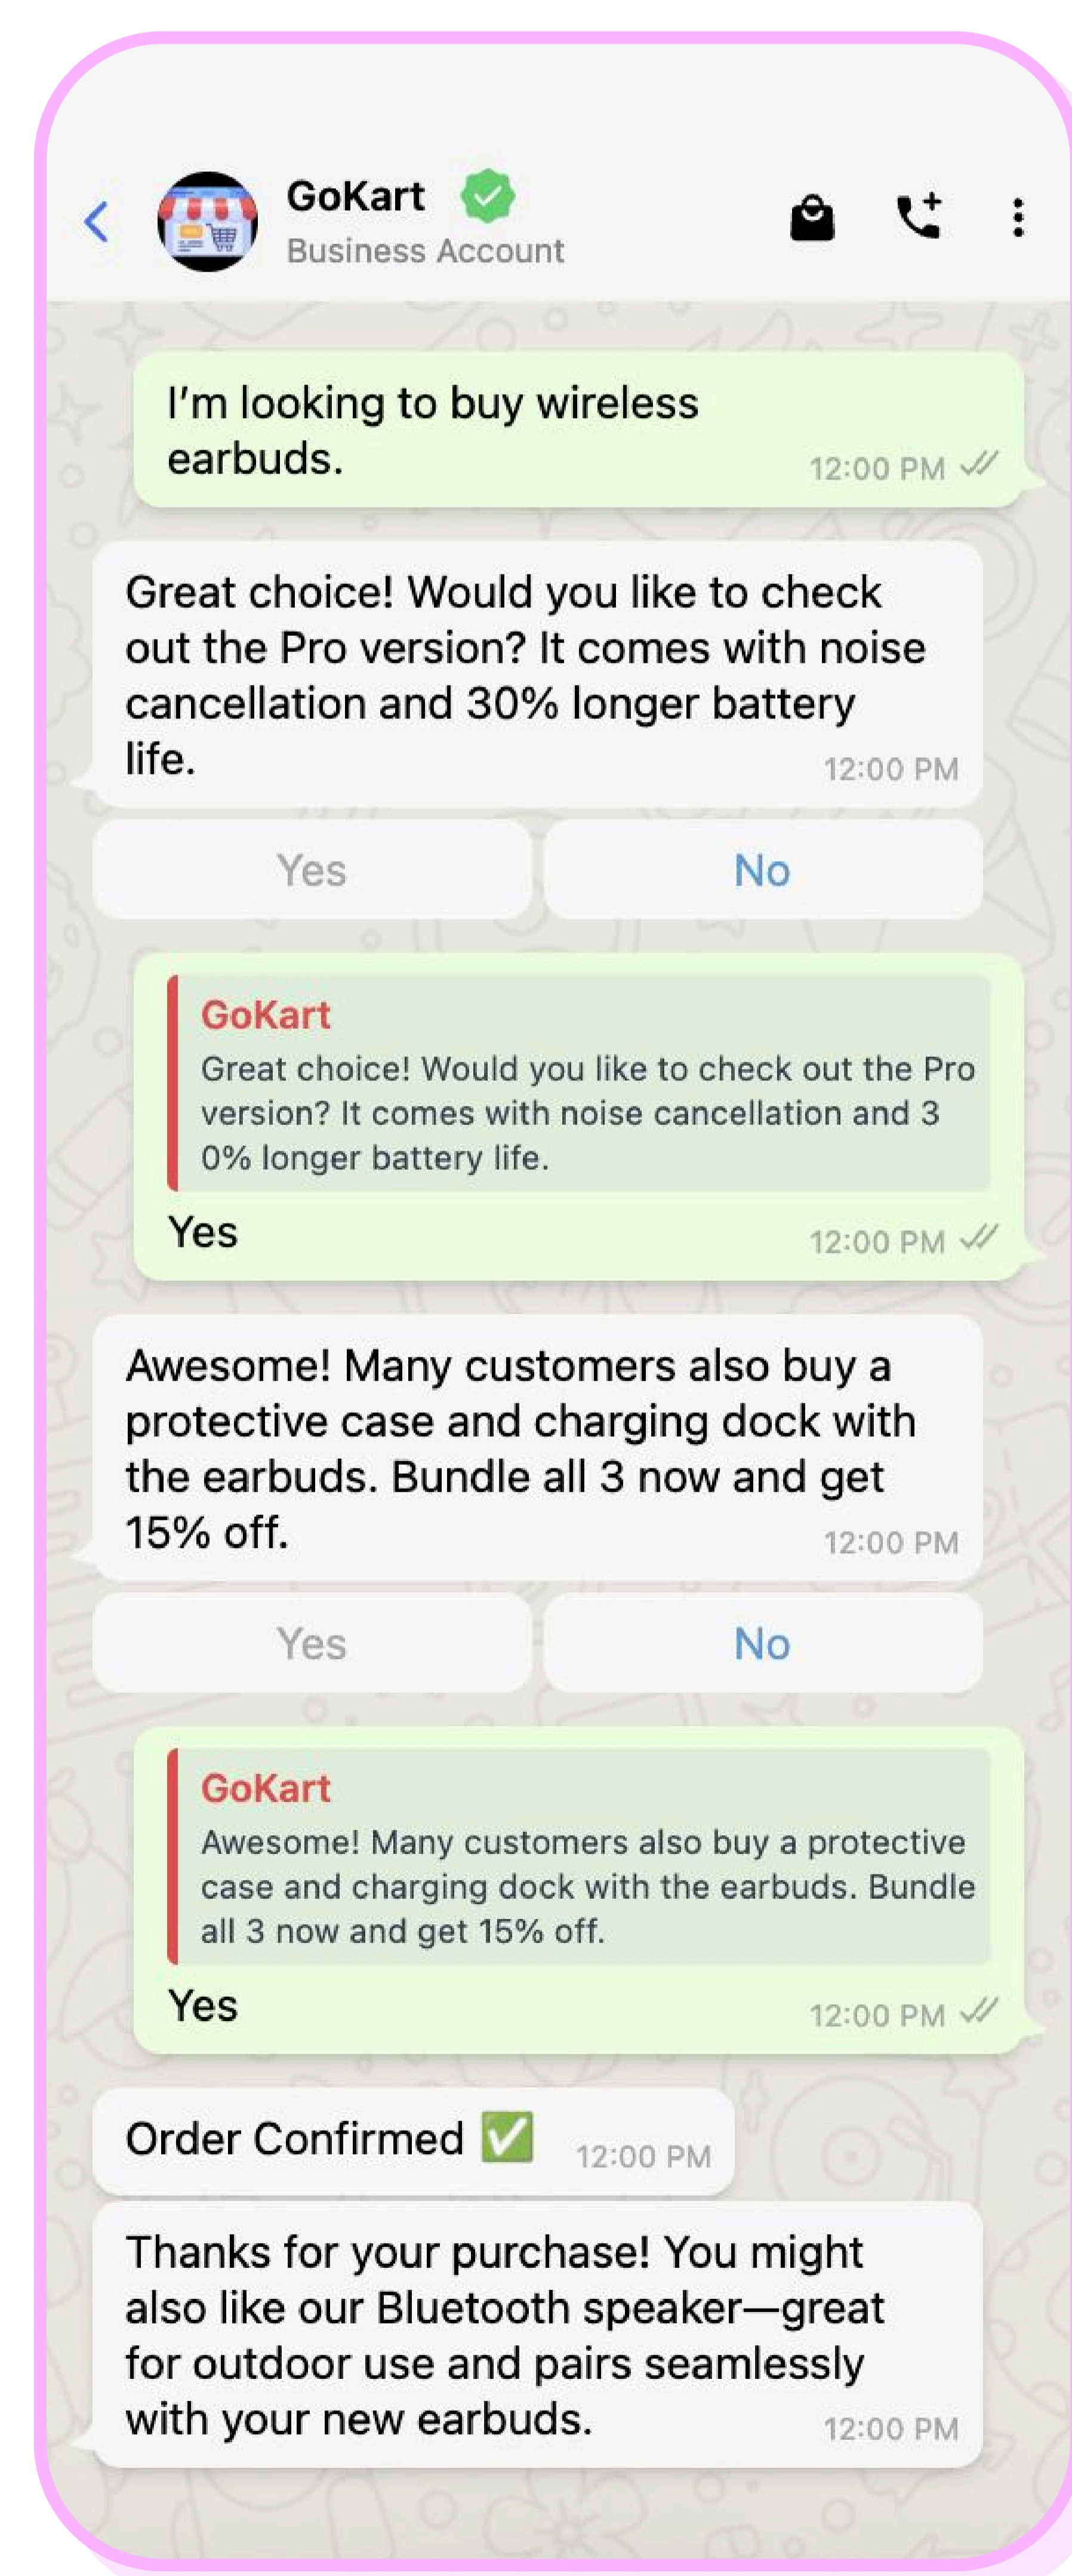 GoKart
Business Account
I’m looking to buy wireless
earbuds.
12:00 PM
Great choice! Would you like to check
out the Pro version? It comes with noise
cancellation and 30% longer battery
life.
12:00 PM
Yes
No
GoKart
Great choice! Would you like to check out the Pro
version? It comes with noise cancellation and 3
0% longer battery life.
Yes
12:00 PM
Awesome! Many customers also buy a
protective case and charging dock with
the earbuds. Bundle all 3 now and get
15% off.
12:00 PM
Yes
No
GoKart
Awesome! Many customers also buy a protective
case and charging dock with the earbuds. Bundle
all 3 now and get 15% off.
Yes
12:00 PM
Order Confirmed ✅
12:00 PM
Thanks for your purchase! You might
also like our Bluetooth speaker—great
for outdoor use and pairs seamlessly
with your new earbuds.
12:00 PM